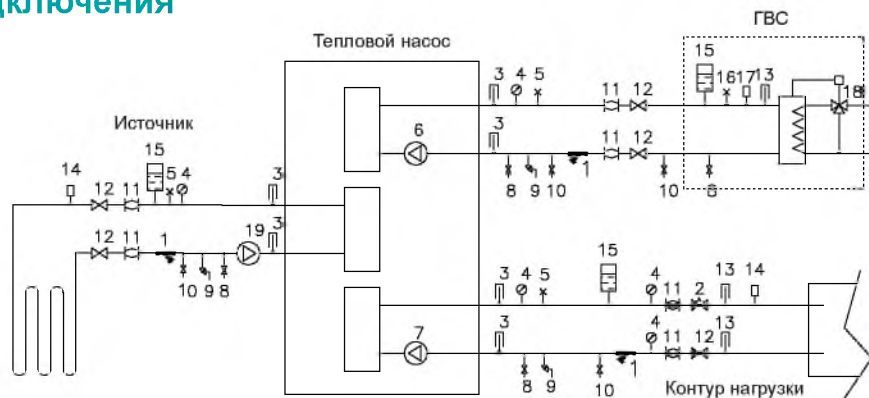 дключения
ГВС
Тепловой насос
3 4 5 11 12 15 16 17 13
18
Источник
3
6
11 12
15
14 12 11 5 4 3
1
8 9 10 10 8
12 11 1 19 3
15
3 4 5 4 11 2 13 14
10 9 8
3 7 4 11 12 13
1
8 9 10
Контур нагрузки